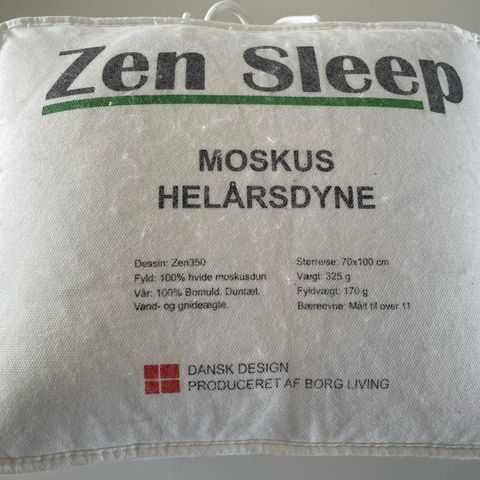 Zen Sleep
MOSKUS
HELÅRSDYNE
Dessin: Zen350
Fyld: 100% hvide moskusdun
Vår: 100% Bomuld. Duntæt.
Vand- og gnideægte.
Størrelse: 70x100 cm
Vægt: 325 g
Fyldvægt: 170 g
Bæreevne: Målt til over 11
DANSK DESIGN
PRODUCERET AF BORG LIVING